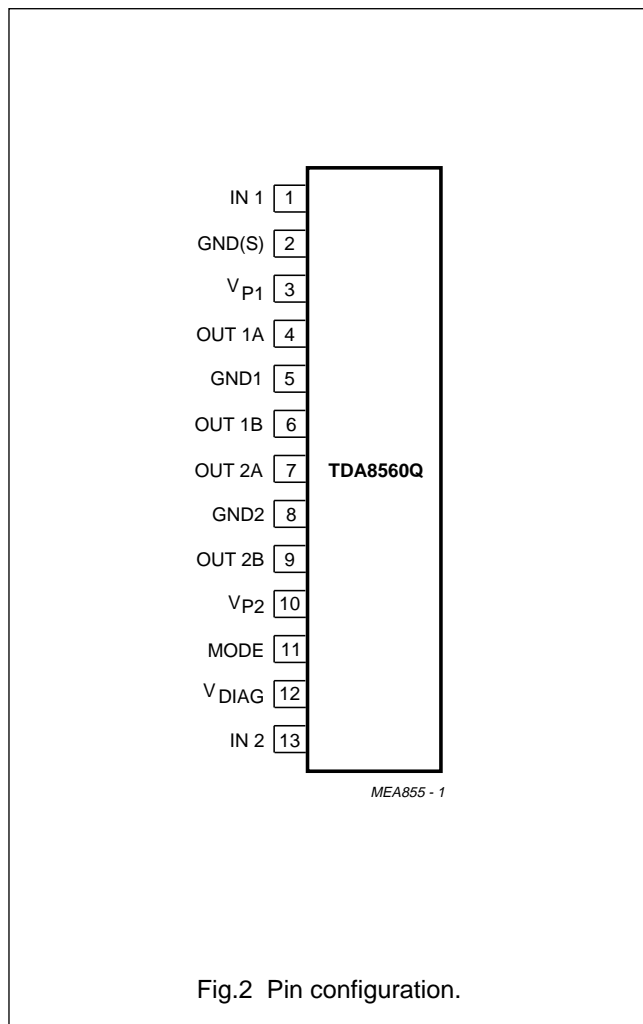 IN 1 1
GND(S) 2
VP1 3
OUT 1A 4
GND1 5
OUT 1B 6
OUT 2A 7 TDA8560Q
GND2 8
OUT 2B 9
VP2 10
MODE 11
VDIAG 12
IN 2 13
MEA855 - 1
Fig.2 Pin configuration.